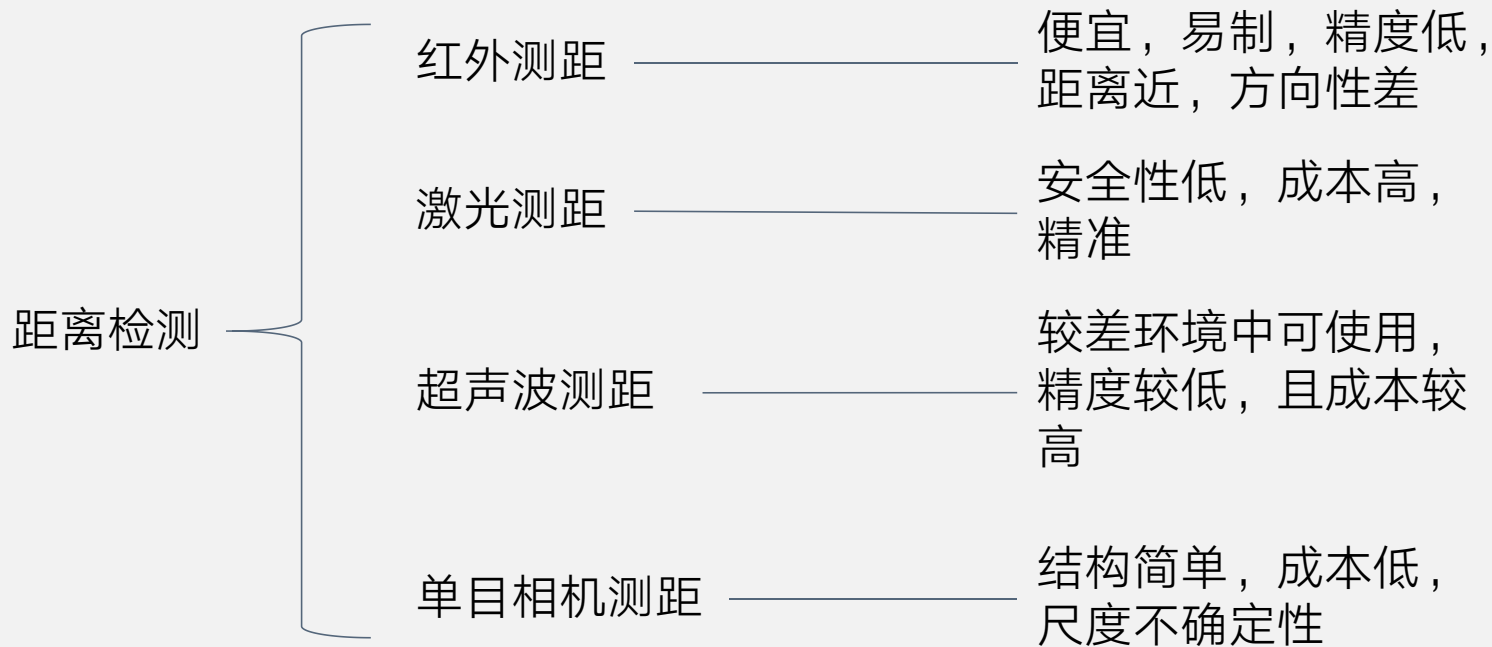 距离检测
红外测距
便宜，易制，精度低，
距离近，方向性差
激光测距
安全性低，成本高，
精准
超声波测距
较差环境中可使用，
精度较低，且成本较
高
单目相机测距
结构简单，成本低，
尺度不确定性